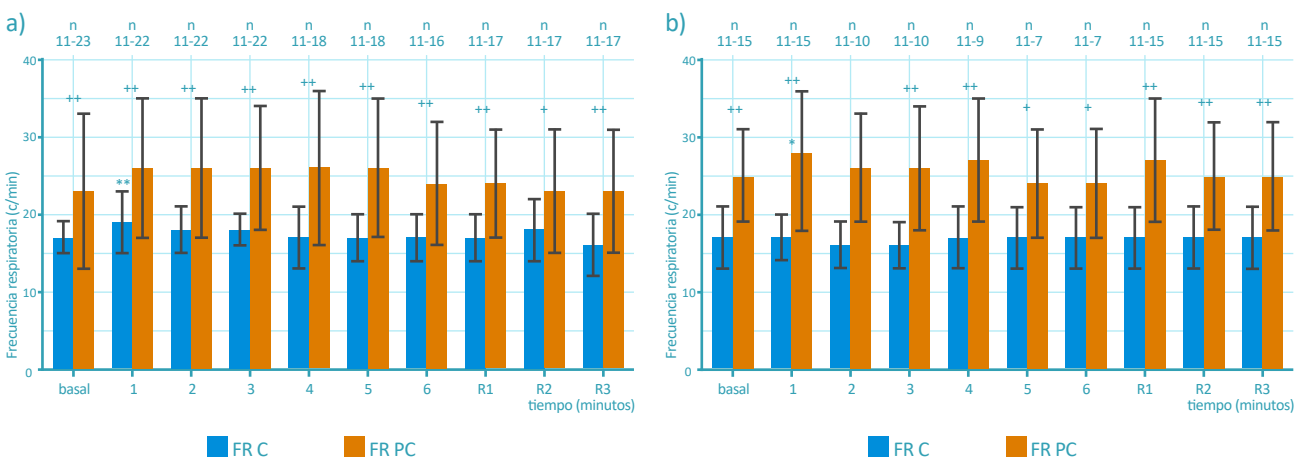 a)
n n n n n n n n n n
11-23 11-22 11-22 11-22 11-18 11-18 11-16 11-17 11-17 11-17
Frecuencia respiratoria (c/min)
40
30
20
10
0
++ ++ ++ ++ ++ ++ ++ ++ + ++
**
basal 1 2 3 4 5 6 R1 R2 R3
tiempo (minutos)
FR C FR PC
b)
n n n n n n n n n n
11-15 11-15 11-10 11-10 11-9 11-7 11-7 11-15 11-15 11-15
Frecuencia respiratoria (c/min)
40
30
20
10
0
++ ++ ++ ++ + + ++ ++ ++
*
basal 1 2 3 4 5 6 R1 R2 R3
tiempo (minutos)
FR C FR PC